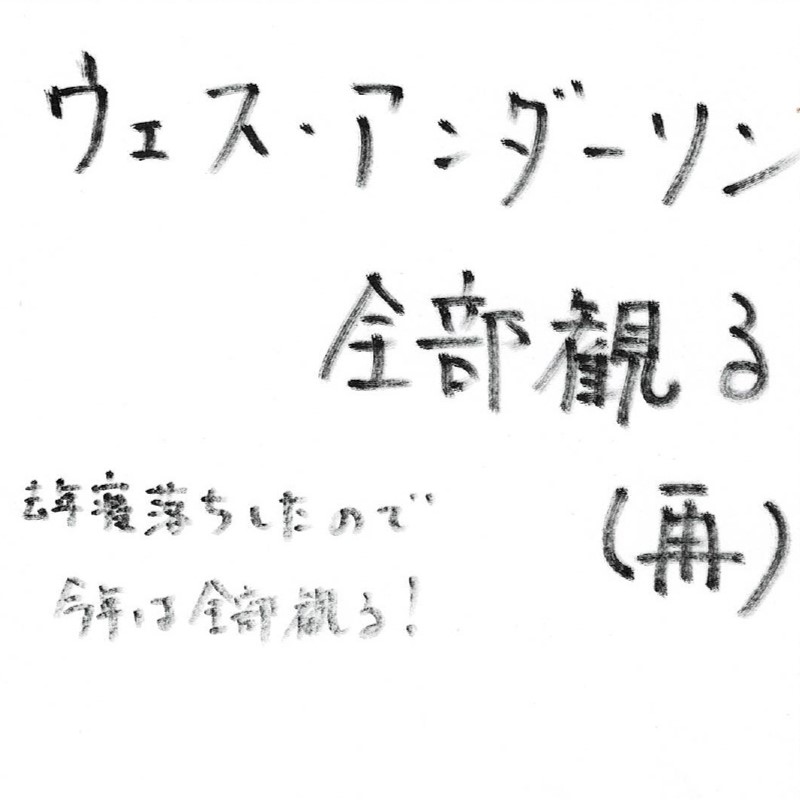 ウェス・アンダーソン
全部観る
(再)
去年寝落ちしたので
今年は全部観る!